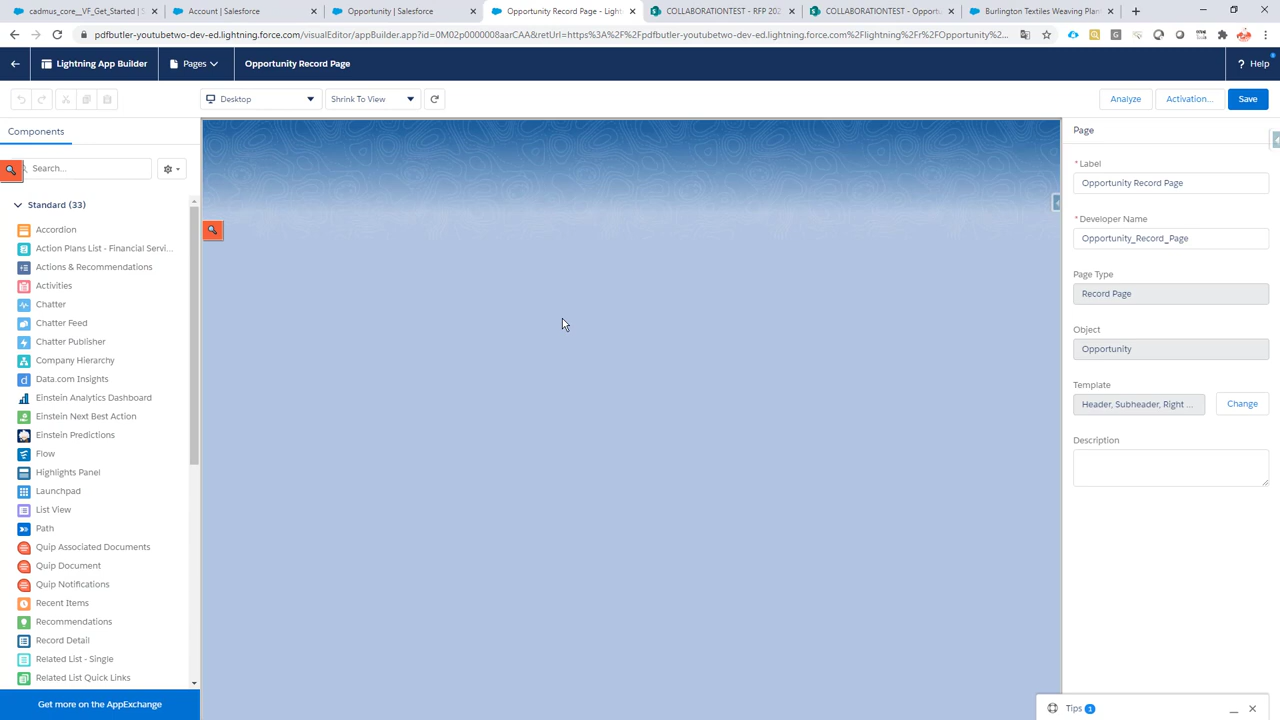 cadmus_core__VF_Get_Started | S
Account | Salesforce
Opportunity | Salesforce
Opportunity Record Page - Light
COLLABORATIONTEST - RFP 202
COLLABORATIONTEST - Opportu
Burlington Textiles Weaving Plan
pdfbutler-youtubetwo-dev-ed.lightning.force.com/visualEditor/appBuilder.app?id=0M02p0000008aarCAA&retUrl=https%3A%2F%2Fpdfbutler-youtubetwo-dev-ed.lightning.force.com%2Flightning%2Fr%2FOpportunity%2...
Lightning App Builder
Pages
Opportunity Record Page
? Help
Desktop
Shrink To View
Analyze
Activation...
Save
Components
Page
Search...
Standard (33)
Accordion
Action Plans List - Financial Servi...
Actions & Recommendations
Activities
Chatter
Chatter Feed
Chatter Publisher
Company Hierarchy
Data.com Insights
Einstein Analytics Dashboard
Einstein Next Best Action
Einstein Predictions
Flow
Highlights Panel
Launchpad
List View
Path
Quip Associated Documents
Quip Document
Quip Notifications
Recent Items
Recommendations
Record Detail
Related List - Single
Related List Quick Links
Get more on the AppExchange
* Label
Opportunity Record Page
* Developer Name
Opportunity_Record_Page
Page Type
Record Page
Object
Opportunity
Template
Header, Subheader, Right ...
Change
Description
Tips 1